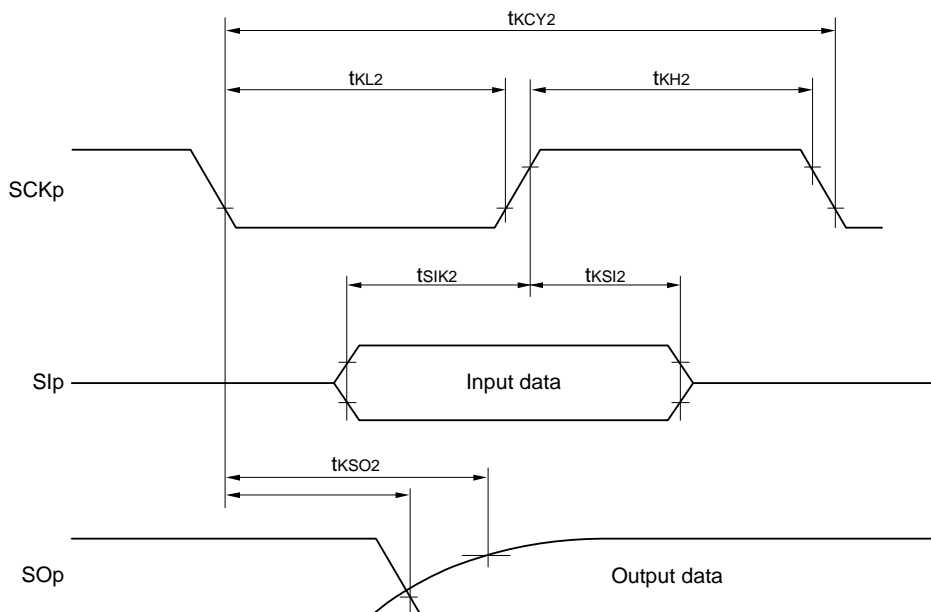 tKCY2
tKL2
tKH2
SCKp
tSIK2
tKSI2
SIp
Input data
tKSO2
SOp
Output data